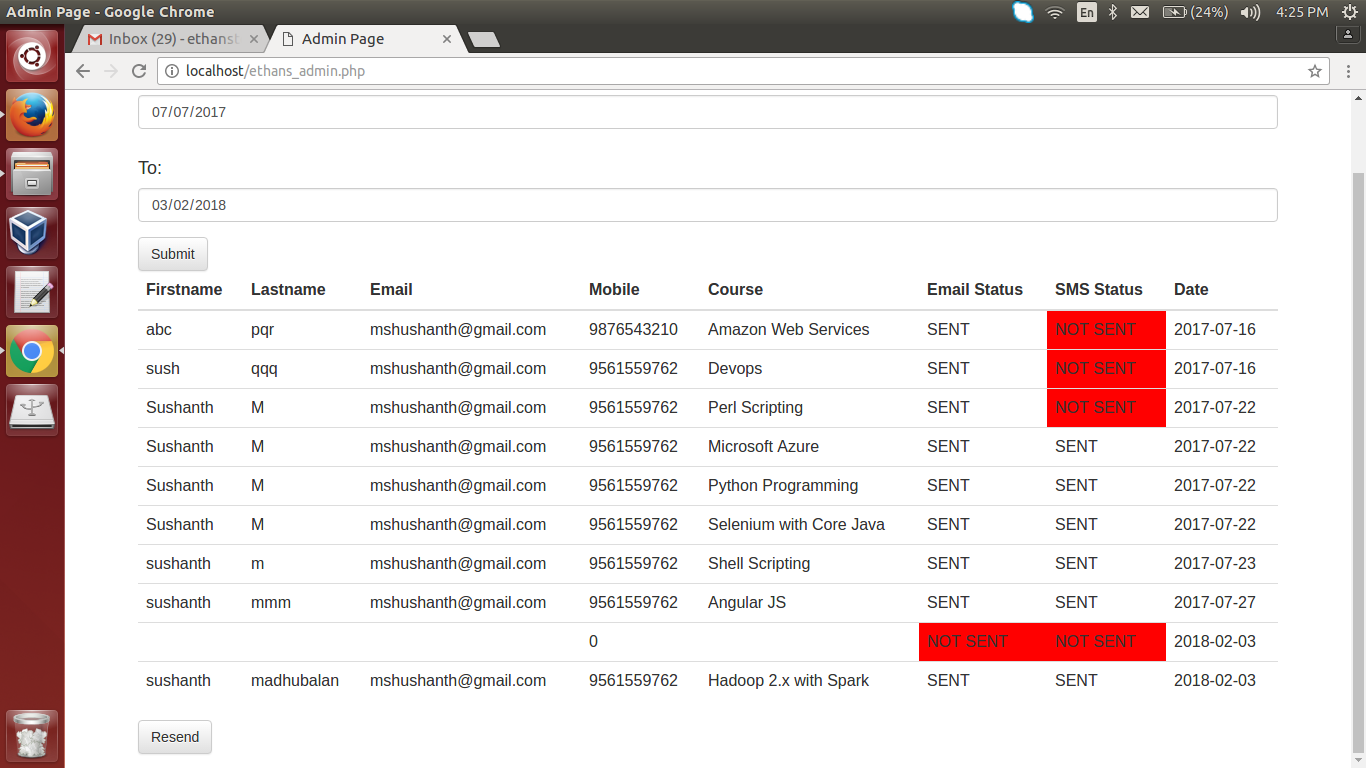 Admin Page - Google Chrome
En
(24%)
4:25 PM
Inbox (29) - ethanst
Admin Page
localhost/ethans_admin.php
07/07/2017
To:
03/02/2018
Submit
Firstname Lastname Email Mobile Course Email Status SMS Status Date
abc pqr mshushanth@gmail.com 9876543210 Amazon Web Services SENT NOT SENT 2017-07-16
sush qqq mshushanth@gmail.com 9561559762 Devops SENT NOT SENT 2017-07-16
Sushanth M mshushanth@gmail.com 9561559762 Perl Scripting SENT NOT SENT 2017-07-22
Sushanth M mshushanth@gmail.com 9561559762 Microsoft Azure SENT SENT 2017-07-22
Sushanth M mshushanth@gmail.com 9561559762 Python Programming SENT SENT 2017-07-22
Sushanth M mshushanth@gmail.com 9561559762 Selenium with Core Java SENT SENT 2017-07-22
sushanth m mshushanth@gmail.com 9561559762 Shell Scripting SENT SENT 2017-07-23
sushanth mmm mshushanth@gmail.com 9561559762 Angular JS SENT SENT 2017-07-27
0 NOT SENT NOT SENT 2018-02-03
sushanth madhubalan mshushanth@gmail.com 9561559762 Hadoop 2.x with Spark SENT SENT 2018-02-03
Resend